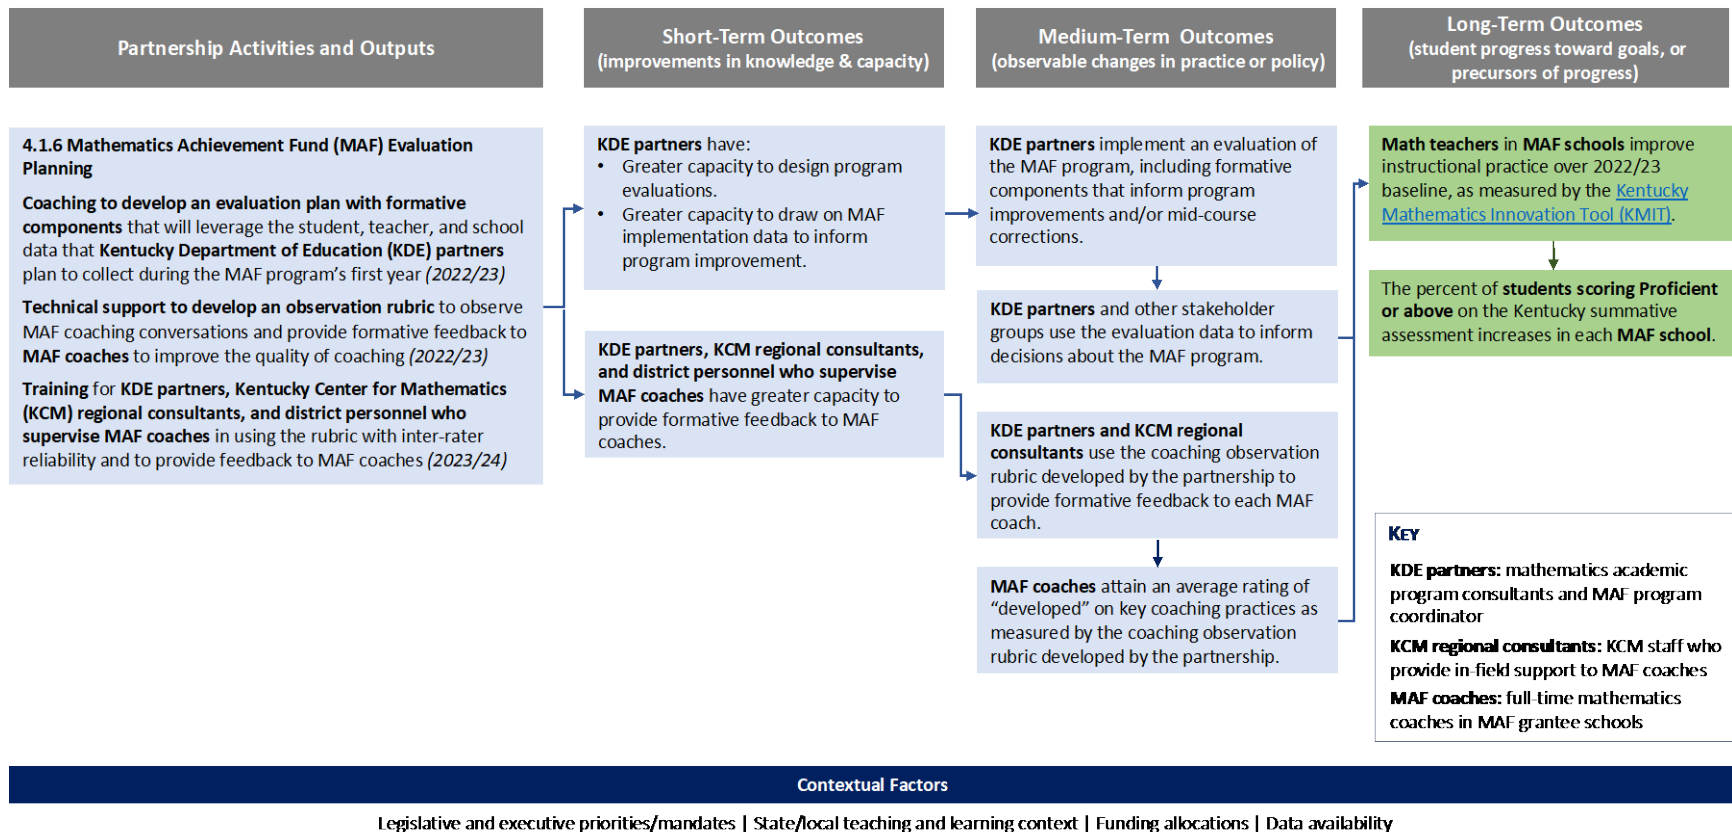 Partnership Activities and Outputs
Short-Term Outcomes
(improvements in knowledge & capacity)
Medium-Term Outcomes
(observable changes in practice or policy)
Long-Term Outcomes
(student progress toward goals, or
precursors of progress)
4.1.6 Mathematics Achievement Fund (MAF) Evaluation
Planning
Coaching to develop an evaluation plan with formative
components that will leverage the student, teacher, and school
data that Kentucky Department of Education (KDE) partners
plan to collect during the MAF program's first year (2022/23)
Technical support to develop an observation rubric to observe
MAF coaching conversations and provide formative feedback to
MAF coaches to improve the quality of coaching (2022/23)
Training for KDE partners, Kentucky Center for Mathematics
(KCM) regional consultants, and district personnel who
supervise MAF coaches in using the rubric with inter-rater
reliability and to provide feedback to MAF coaches (2023/24)
KDE partners have:
• Greater capacity to design program
evaluations.
• Greater capacity to draw on MAF
implementation data to inform
program improvement.
KDE partners, KCM regional consultants,
and district personnel who supervise
MAF coaches have greater capacity to
provide formative feedback to MAF
coaches.
KDE partners implement an evaluation of
the MAF program, including formative
components that inform program
improvements and/or mid-course
corrections.
KDE partners and other stakeholder
groups use the evaluation data to inform
decisions about the MAF program.
KDE partners and KCM regional
consultants use the coaching observation
rubric developed by the partnership to
provide formative feedback to each MAF
coach.
MAF coaches attain an average rating of
“developed” on key coaching practices as
measured by the coaching observation
rubric developed by the partnership.
Math teachers in MAF schools improve
instructional practice over 2022/23
baseline, as measured by the Kentucky
Mathematics Innovation Tool (KMIT).
The percent of students scoring Proficient
or above on the Kentucky summative
assessment increases in each MAF school.
KEY
KDE partners: mathematics academic
program consultants and MAF program
coordinator
KCM regional consultants: KCM staff who
provide in-field support to MAF coaches
MAF coaches: full-time mathematics
coaches in MAF grantee schools
Contextual Factors
Legislative and executive priorities/mandates | State/local teaching and learning context | Funding allocations | Data availability